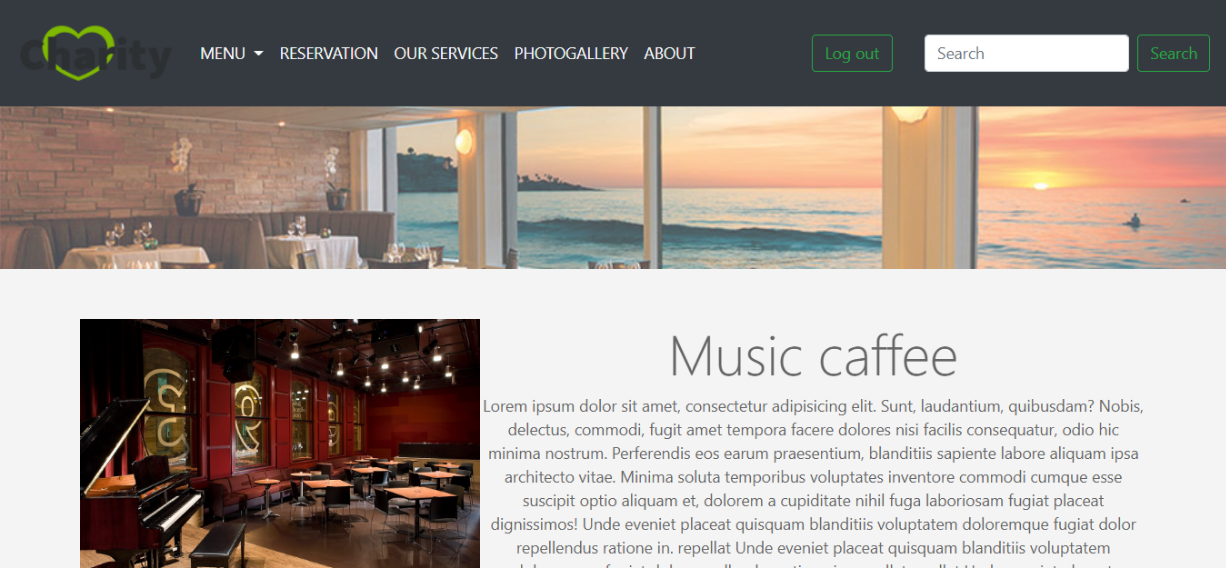 Charity
MENU
RESERVATION
OUR SERVICES
PHOTOGALLERY
ABOUT
Log out
Search
Search
Music caffee
Lorem ipsum dolor sit amet, consectetur adipisicing elit. Sunt, laudantium, quibusdam? Nobis,
delectus, commodi, fugit amet tempora facere dolores nisi facilis consequatur, odio hic
minima nostrum. Perferendis eos earum praesentium, blanditiis sapiente labore aliquam ipsa
architecto vitae. Minima soluta temporibus voluptates inventore commodi cumque esse
suscipit optio aliquam et, dolorem a cupiditate nihil fuga laboriosam fugiat placeat
dignissimos! Unde eveniet placeat quisquam blanditiis voluptatem doloremque fugiat dolor
repellendus ratione in. repellat Unde eveniet placeat quisquam blanditiis voluptatem